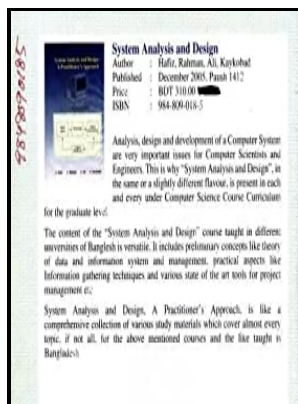 System Analysis and Design
Author : Hafiz, Rahman, Ali, Kaykobad
Published : December 2005, Paush 1412
Price : BDT 310.00
ISBN : 984-809-018-5
9848090185
System Analysis and Design
A Practitioner's Approach
Analysis, design and development of a Computer System
are very important issues for Computer Scientists and
Engineers. This is why "System Analysis and Design", in
the same or a slightly different flavour, is present in each
and every under Computer Science Course Curriculum
for the graduate level.
The content of the "System Analysis and Design" course taught in different
universities of Banglesh is versatile. It includes preliminary concepts like theory
of data and information system and management, practical aspects like
Information gathering techniques and various state of the art tools for project
management etc.
System Analysis and Design, A Practitioner's Approach, is like a
comprehensive collection of various study materials which cover almost every
topic, if not all, for the above mentioned courses and the like taught in
Bangladesh